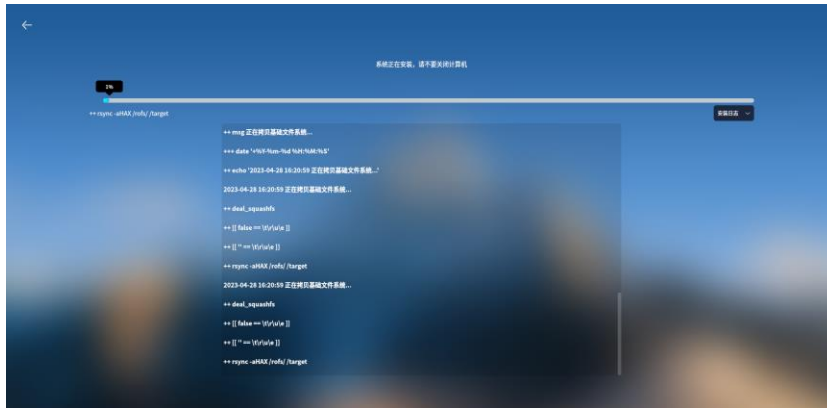 系统正在安装，请不要关闭计算机
1%
++ rsync -aHAX /rofs/ /target
安装日志
++ msg 正在拷贝基础文件系统...
+++ date '+%Y-%m-%d %H:%M:%S'
++ echo '2023-04-28 16:20:59 正在拷贝基础文件系统...'
2023-04-28 16:20:59 正在拷贝基础文件系统...
++ deal_squashfs
++ [[ false == \t\r\u\e ]]
++ [[ '' == \t\r\u\e ]]
++ rsync -aHAX /rofs/ /target
2023-04-28 16:20:59 正在拷贝基础文件系统...
++ deal_squashfs
++ [[ false == \t\r\u\e ]]
++ [[ '' == \t\r\u\e ]]
++ rsync -aHAX /rofs/ /target